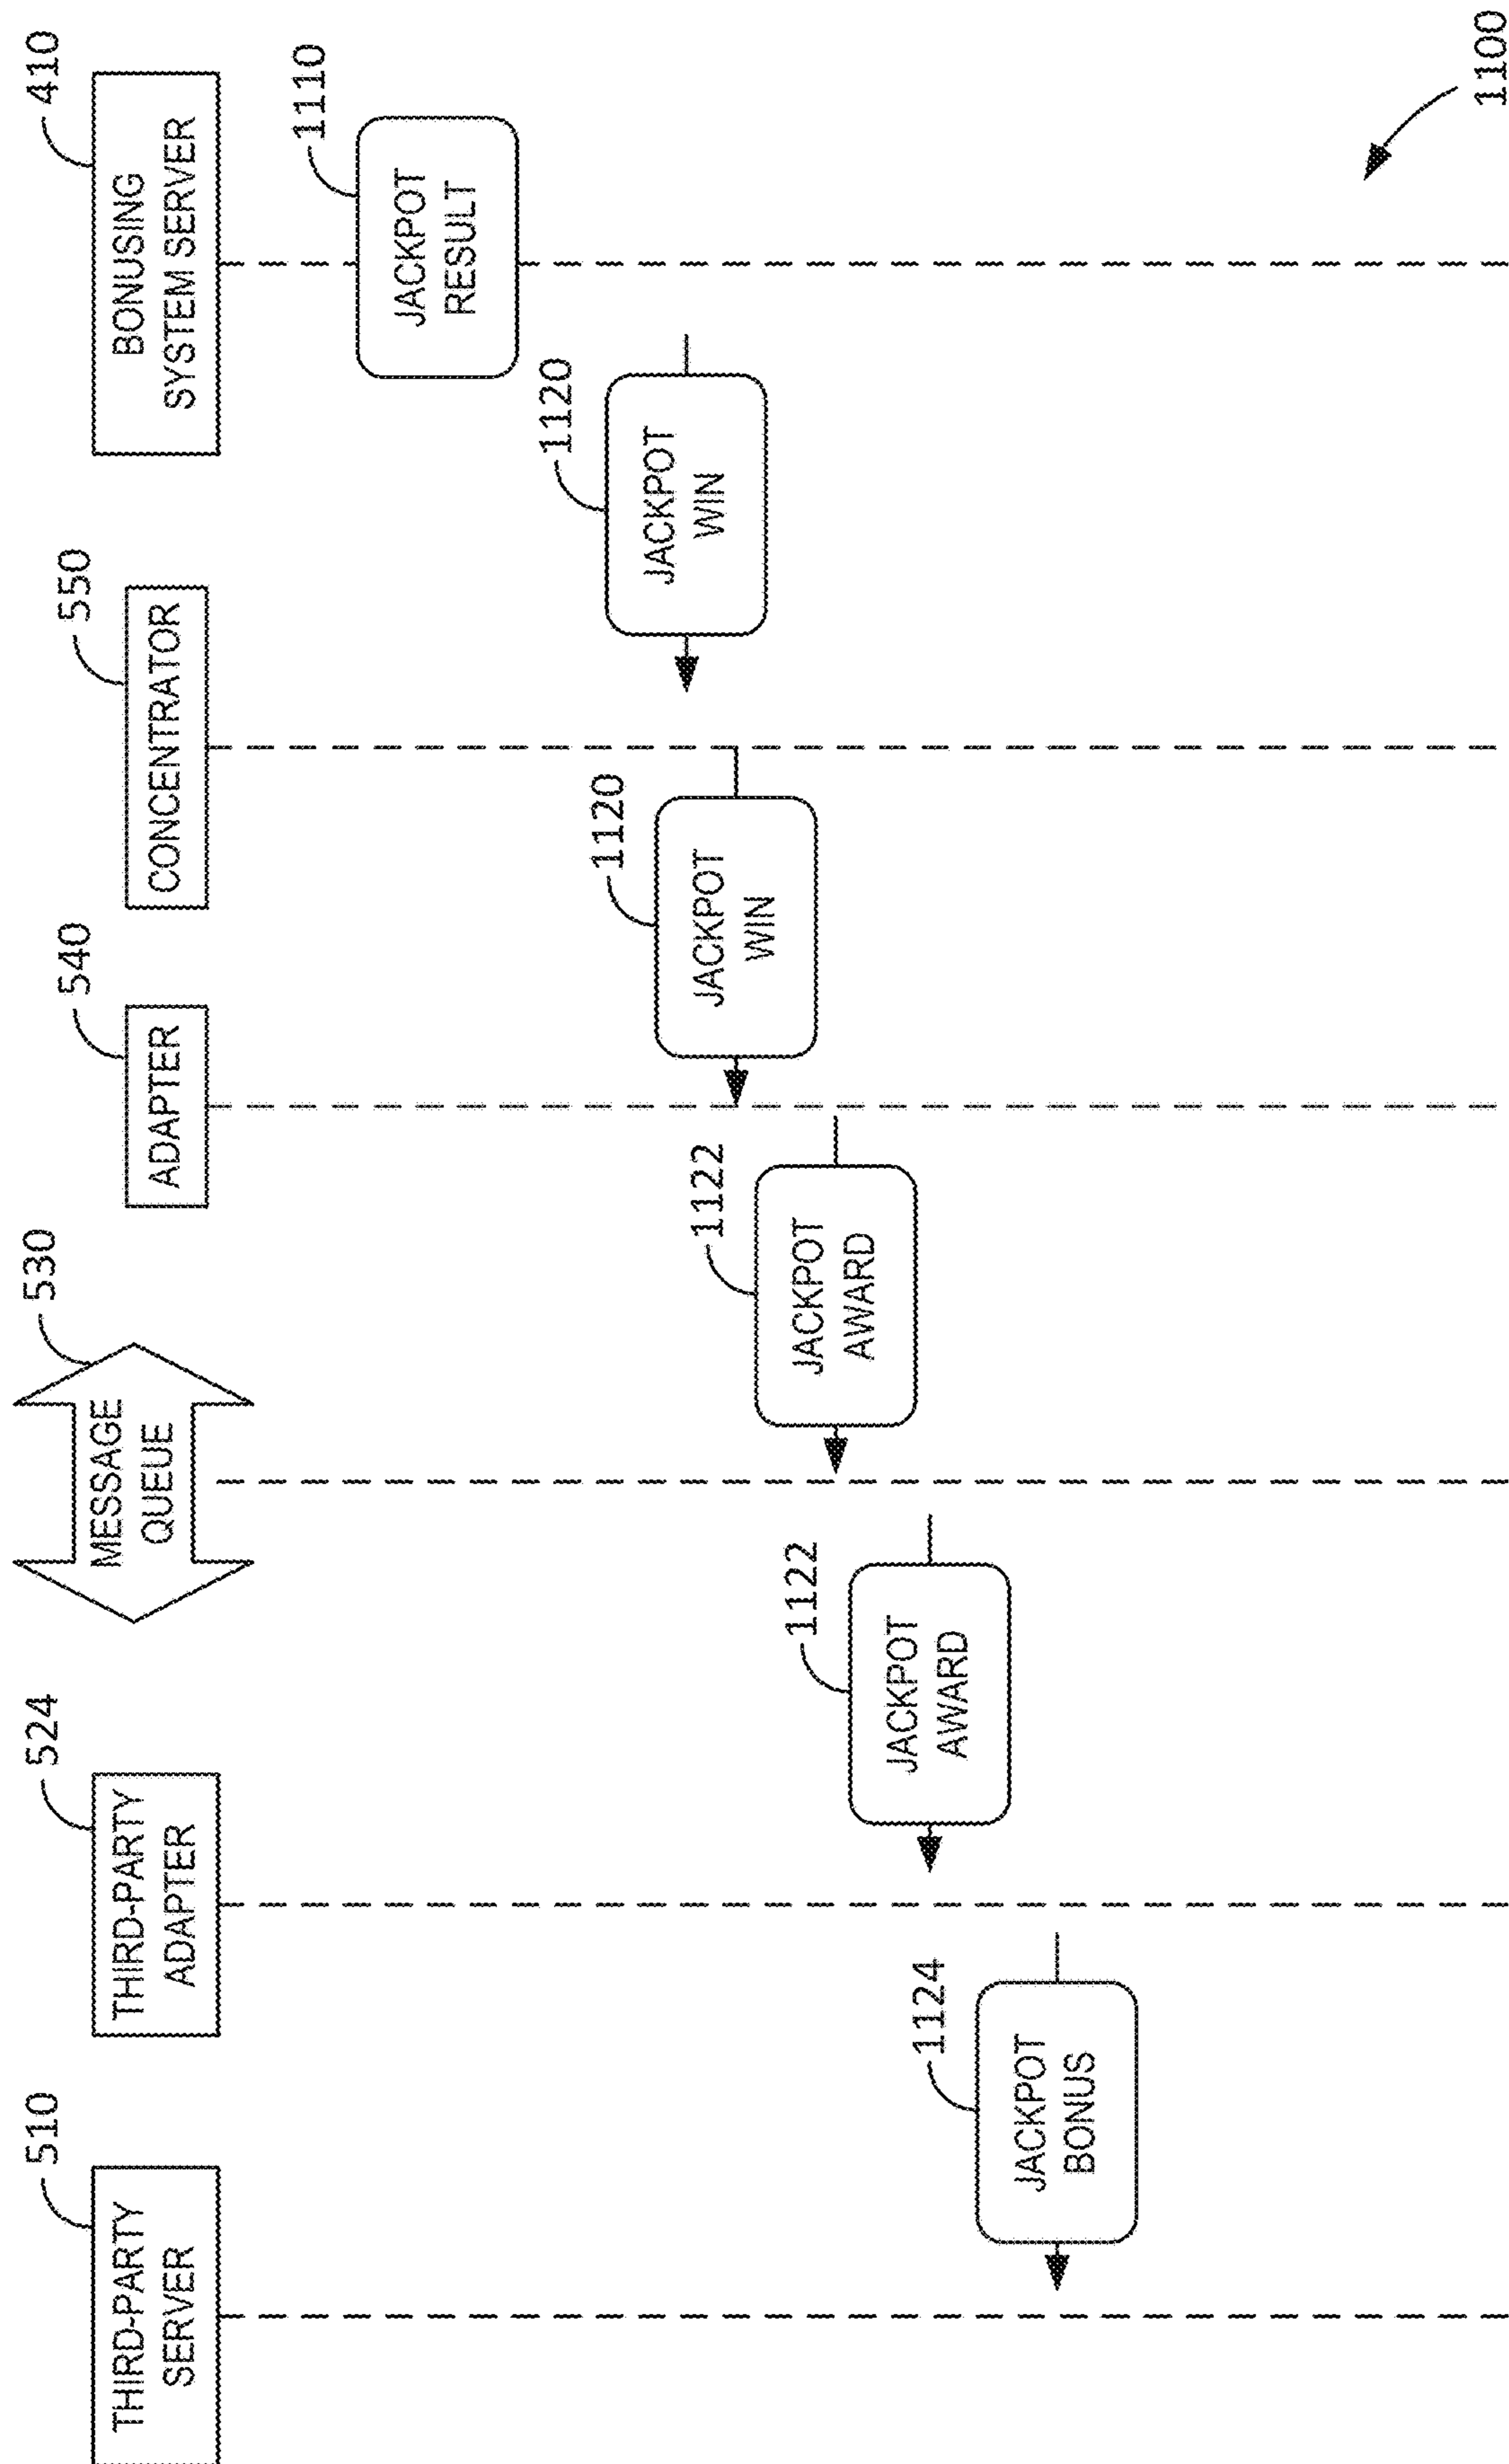 510
THIRD-PARTY
SERVER
524
THIRD-PARTY
ADAPTER
530
MESSAGE
QUEUE
540
ADAPTER
550
CONCENTRATOR
410
BONUSING
SYSTEM SERVER
1110
JACKPOT
RESULT
1120
JACKPOT
WIN
1120
JACKPOT
WIN
1122
JACKPOT
AWARD
1122
JACKPOT
AWARD
1124
JACKPOT
BONUS
1100